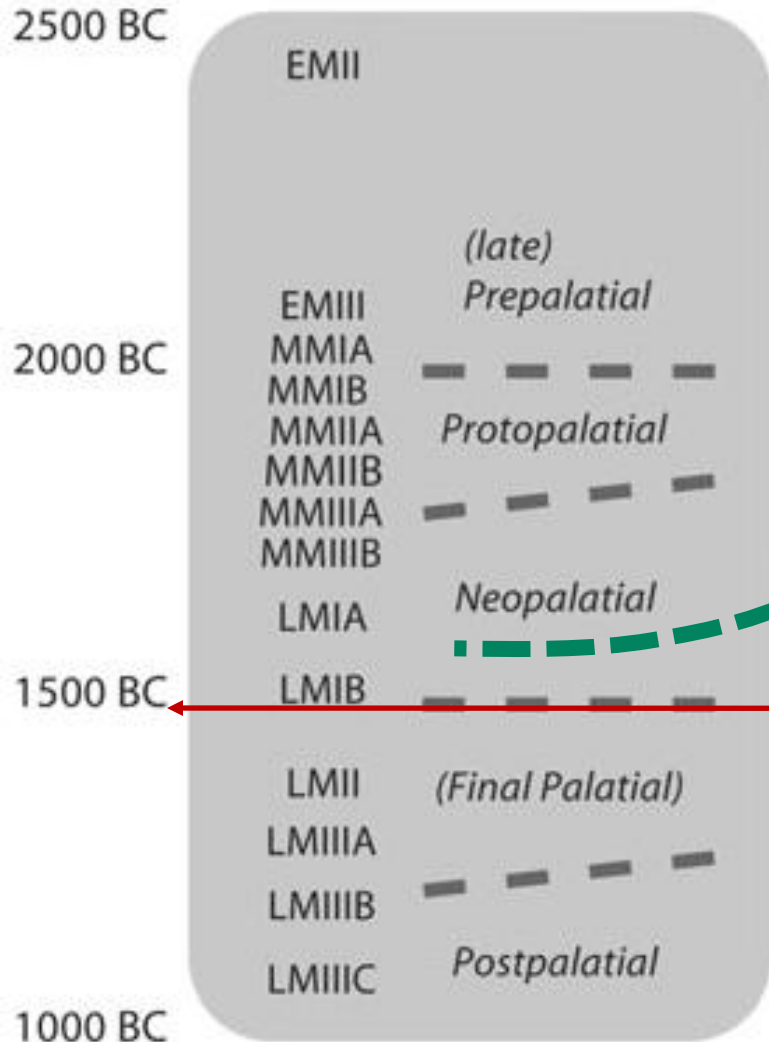 2500 BC
EMII
(late)
Prepalatial
EMIII
MMIA
2000 BC
MMIB
MMIIA
Protopalatial
MMIIB
MMIIIA
MMIIIB
Neopalatial
LMIA
1500 BC
LMIB
LMII
(Final Palatial)
LMIIIA
LMIIIB
Postpalatial
LMIIIC
1000 BC